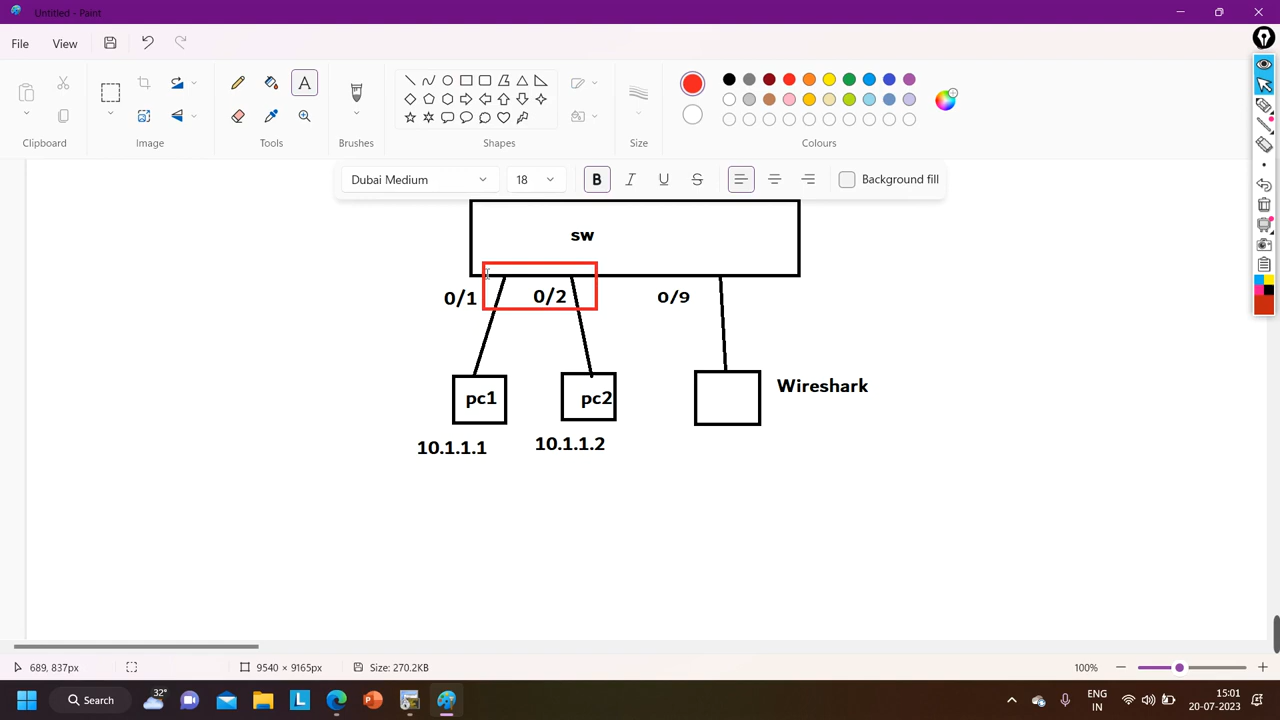 Untitled - Paint
File View
Clipboard Image Tools Brushes Shapes Size Colours
Dubai Medium 18 B I U S Background fill
sw
0/1 0/2 0/9
pc1 pc2 Wireshark
10.1.1.1 10.1.1.2
689, 837px 9540 × 9165px Size: 270.2KB 100%
Search 32° L P ENG IN 15:01 20-07-2023